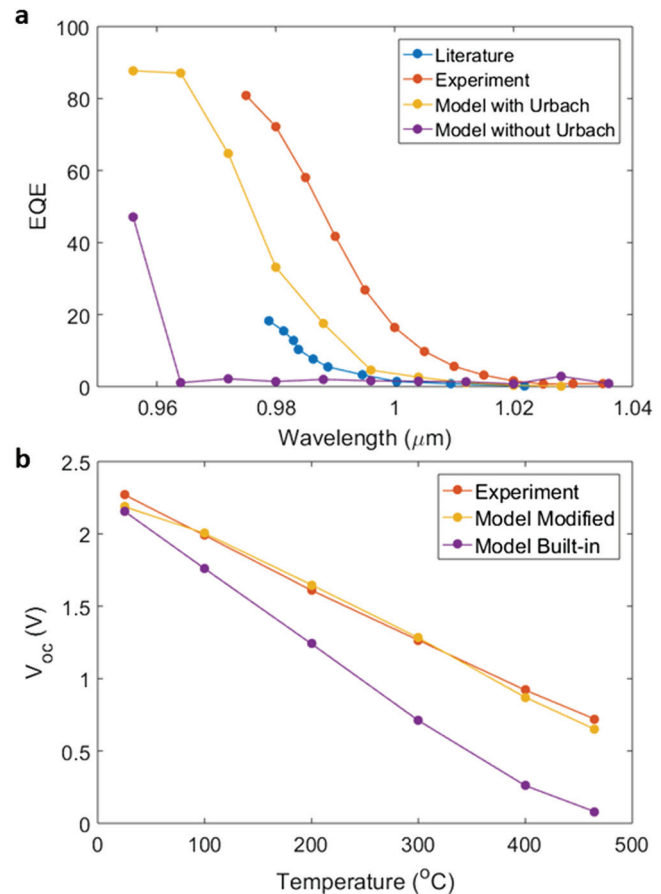 a
100
80
60
40
20
0
EQE
Literature
Experiment
Model with Urbach
Model without Urbach
0.96 0.98 1 1.02 1.04
Wavelength (μm)
b
2.5
2
1.5
1
0.5
0
V_oc (V)
Experiment
Model Modified
Model Built-in
0 100 200 300 400 500
Temperature (°C)